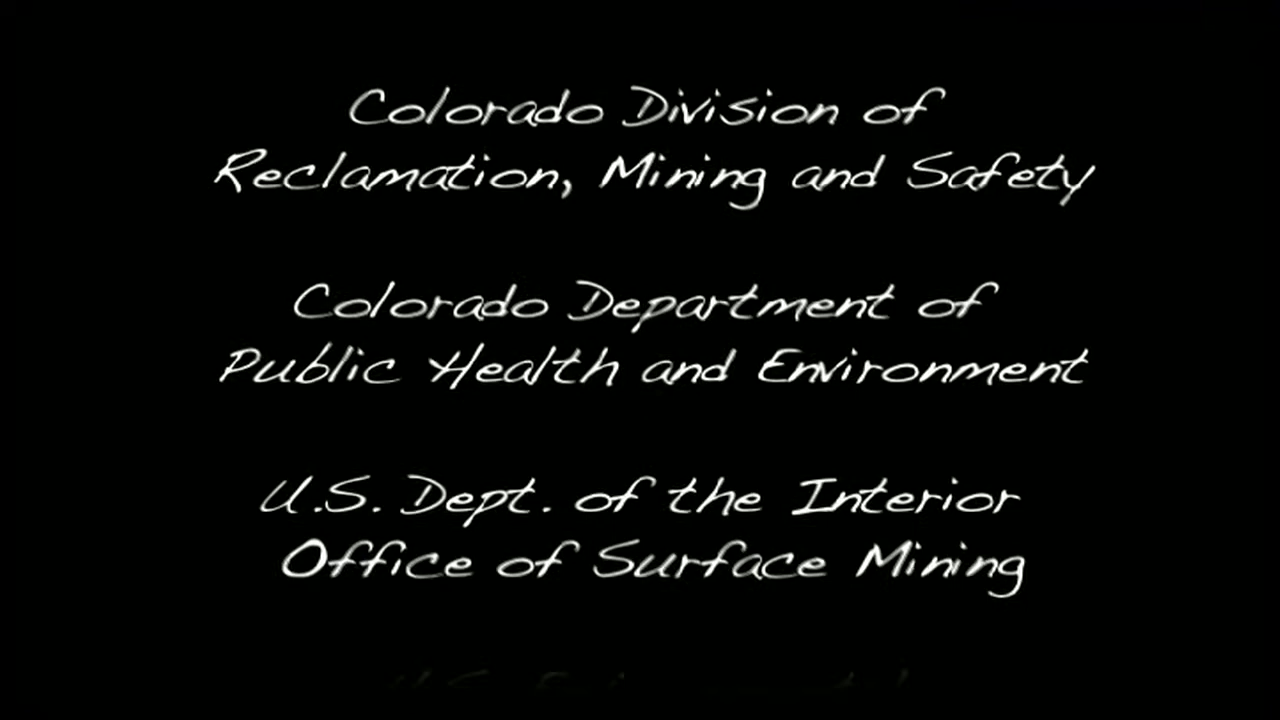 Colorado Division of
Reclamation, Mining and Safety
Colorado Department of
Public Health and Environment
U.S. Dept. of the Interior
Office of Surface Mining